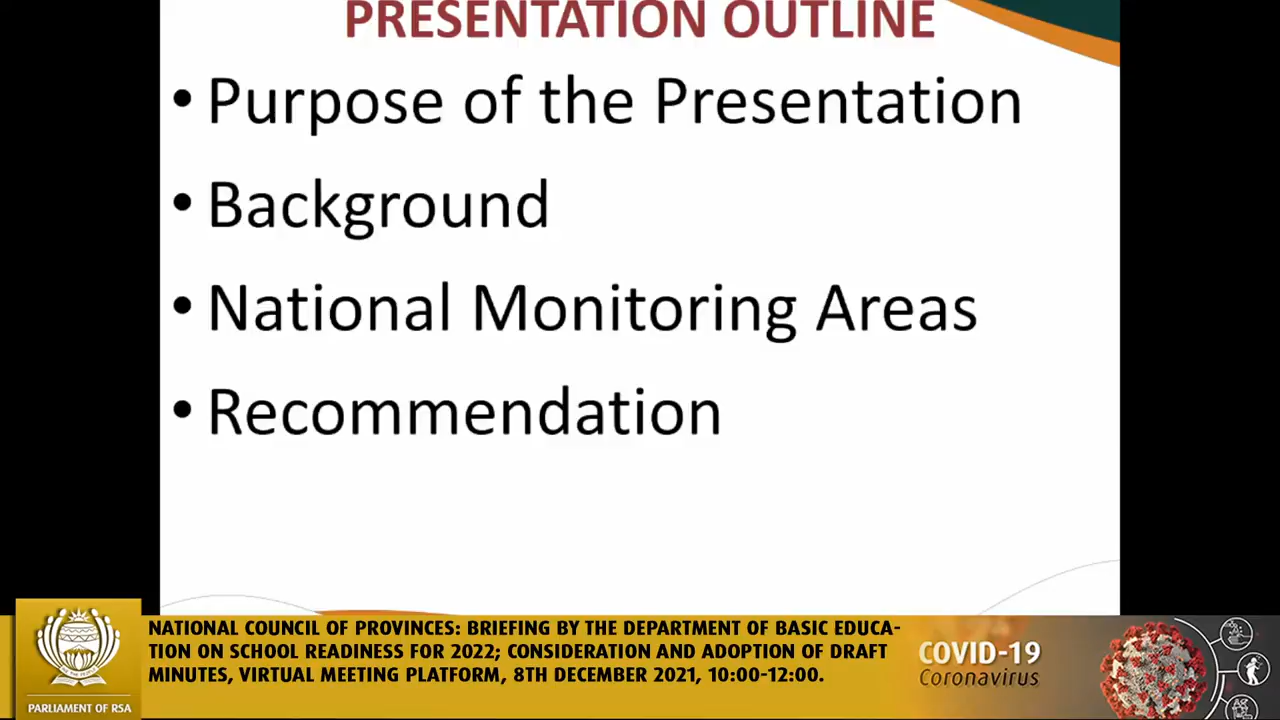 PRESENTATION OUTLINE
• Purpose of the Presentation
• Background
• National Monitoring Areas
• Recommendation
NATIONAL COUNCIL OF PROVINCES: BRIEFING BY THE DEPARTMENT OF BASIC EDUCA-
TION ON SCHOOL READINESS FOR 2022; CONSIDERATION AND ADOPTION OF DRAFT
MINUTES, VIRTUAL MEETING PLATFORM, 8TH DECEMBER 2021, 10:00-12:00.
PARLIAMENT OF RSA
COVID-19
Coronavirus